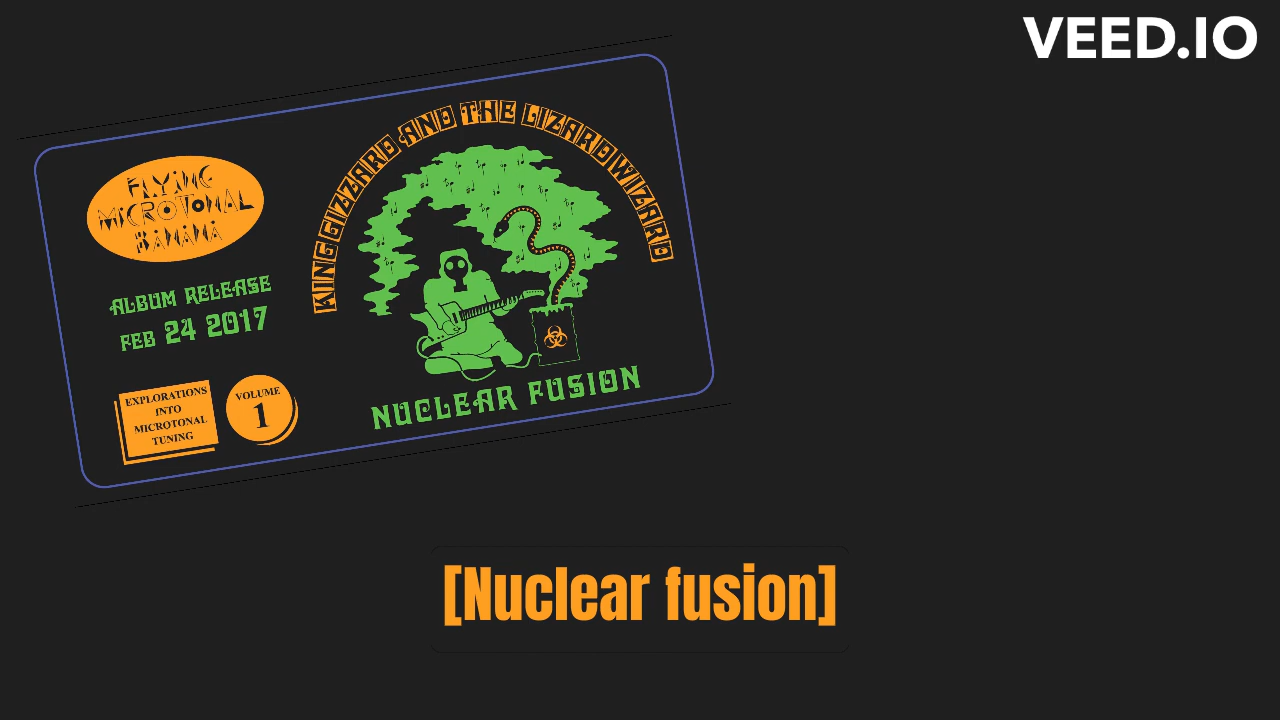 VEED.IO
KING GIZZARD AND THE LIZARD WIZARD
FLYING
MICROTONAL
BANANA
ALBUM RELEASE
FEB 24 2017
EXPLORATIONS
INTO
MICROTONAL
TUNING
VOLUME
1
NUCLEAR FUSION
[Nuclear fusion]